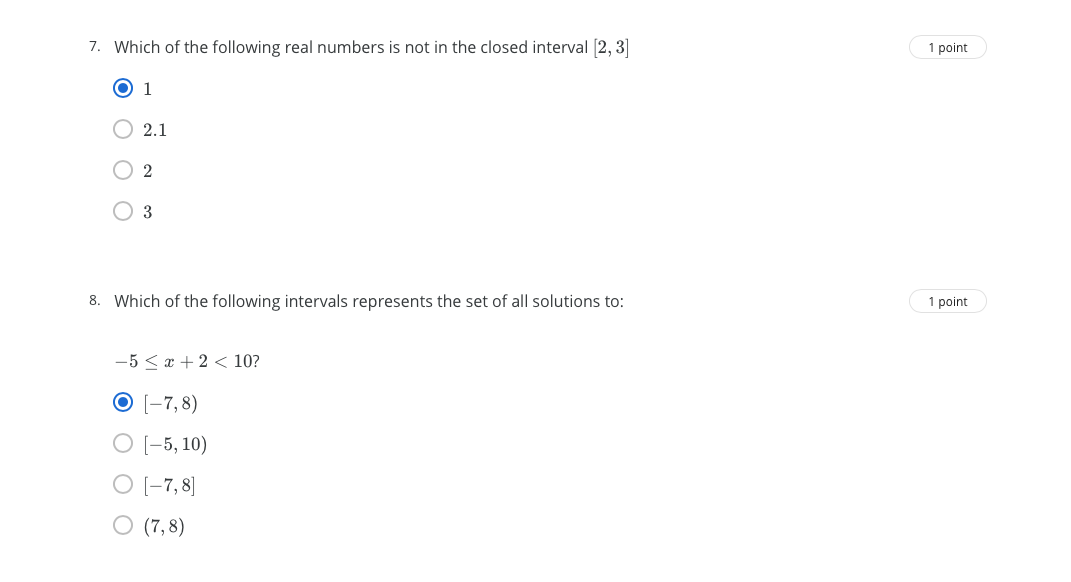 7. Which of the following real numbers is not in the closed interval [2, 3]
1 point
1
2.1
2
3
8. Which of the following intervals represents the set of all solutions to:
1 point
−5 ≤ x + 2 < 10?
[−7, 8)
[−5, 10)
[−7, 8]
(7, 8)